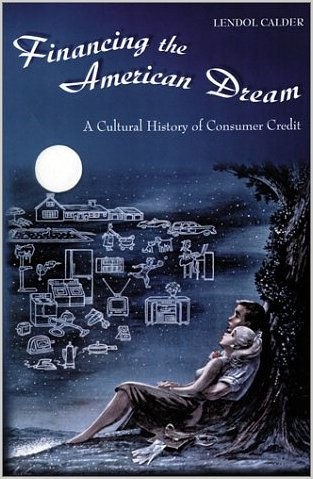 LENDOL CALDER
Financing the
American Dream
A Cultural History of Consumer Credit